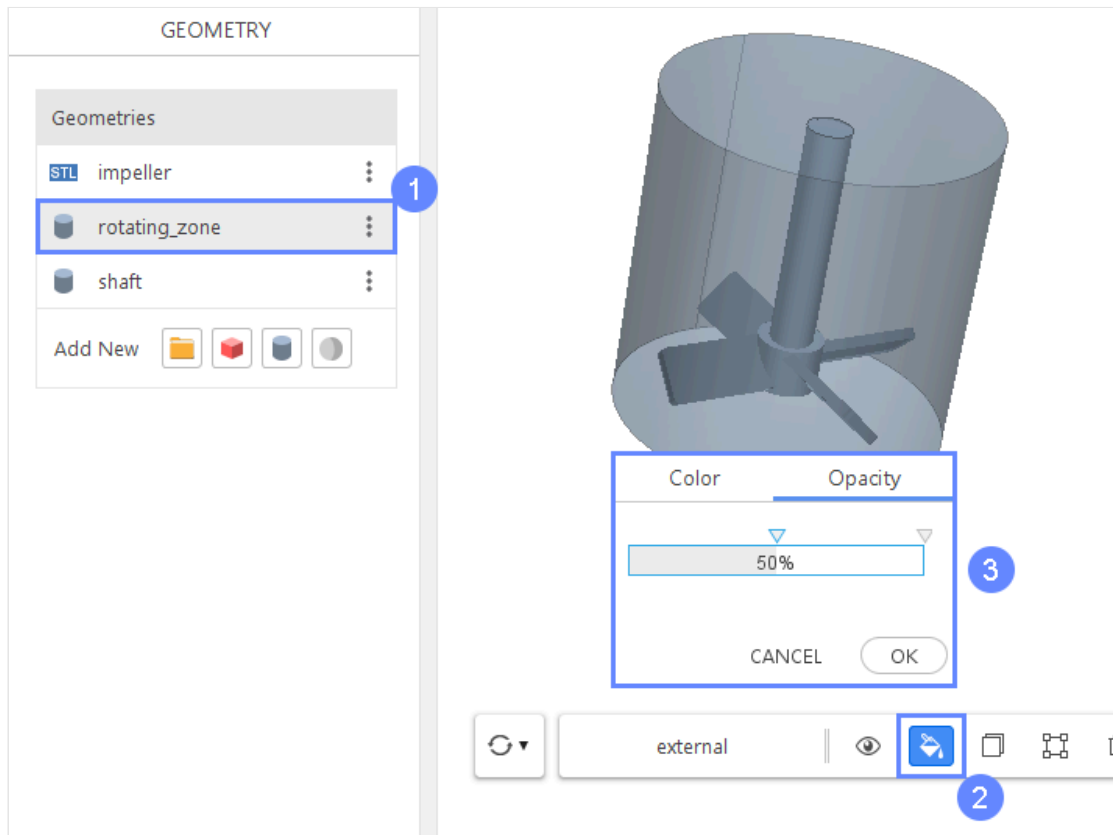 GEOMETRY
Geometries
STL impeller
1
rotating_zone
shaft
Add New
Color Opacity
50%
3
CANCEL OK
external
2